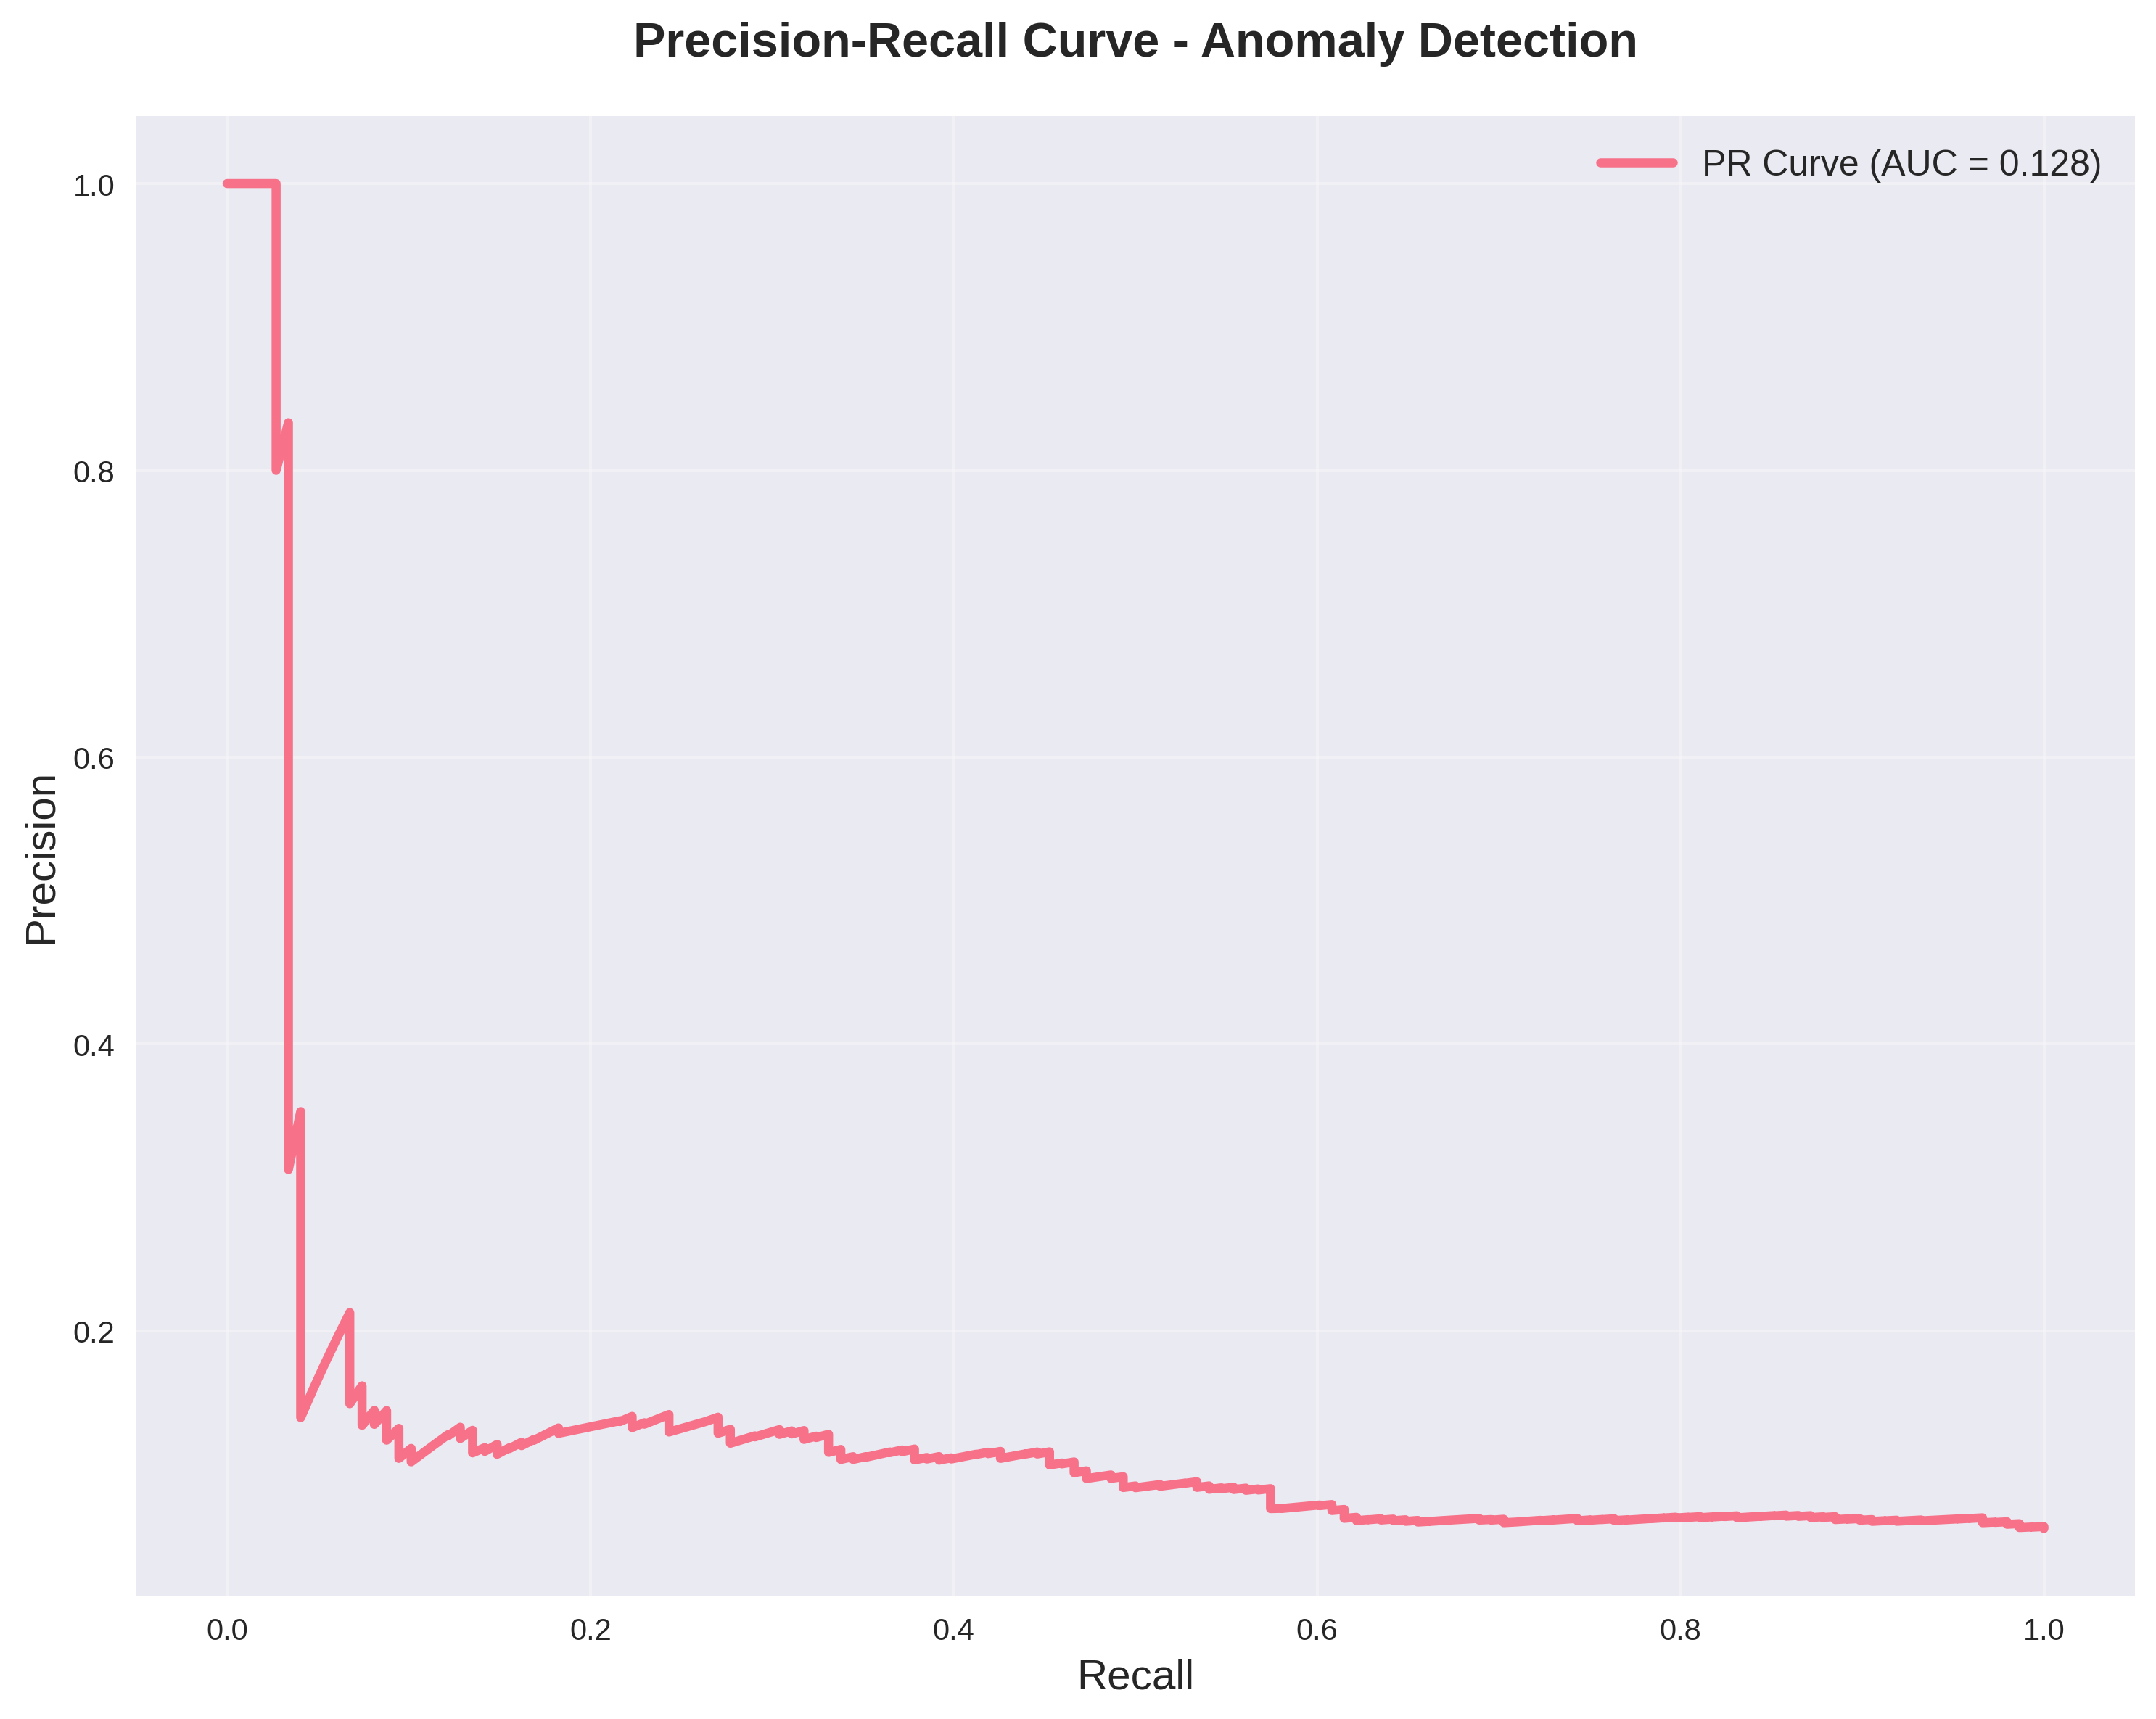 Precision-Recall Curve - Anomaly Detection
PR Curve (AUC = 0.128)
1.0
0.8
0.6
0.4
0.2
Precision
0.0 0.2 0.4 0.6 0.8 1.0
Recall